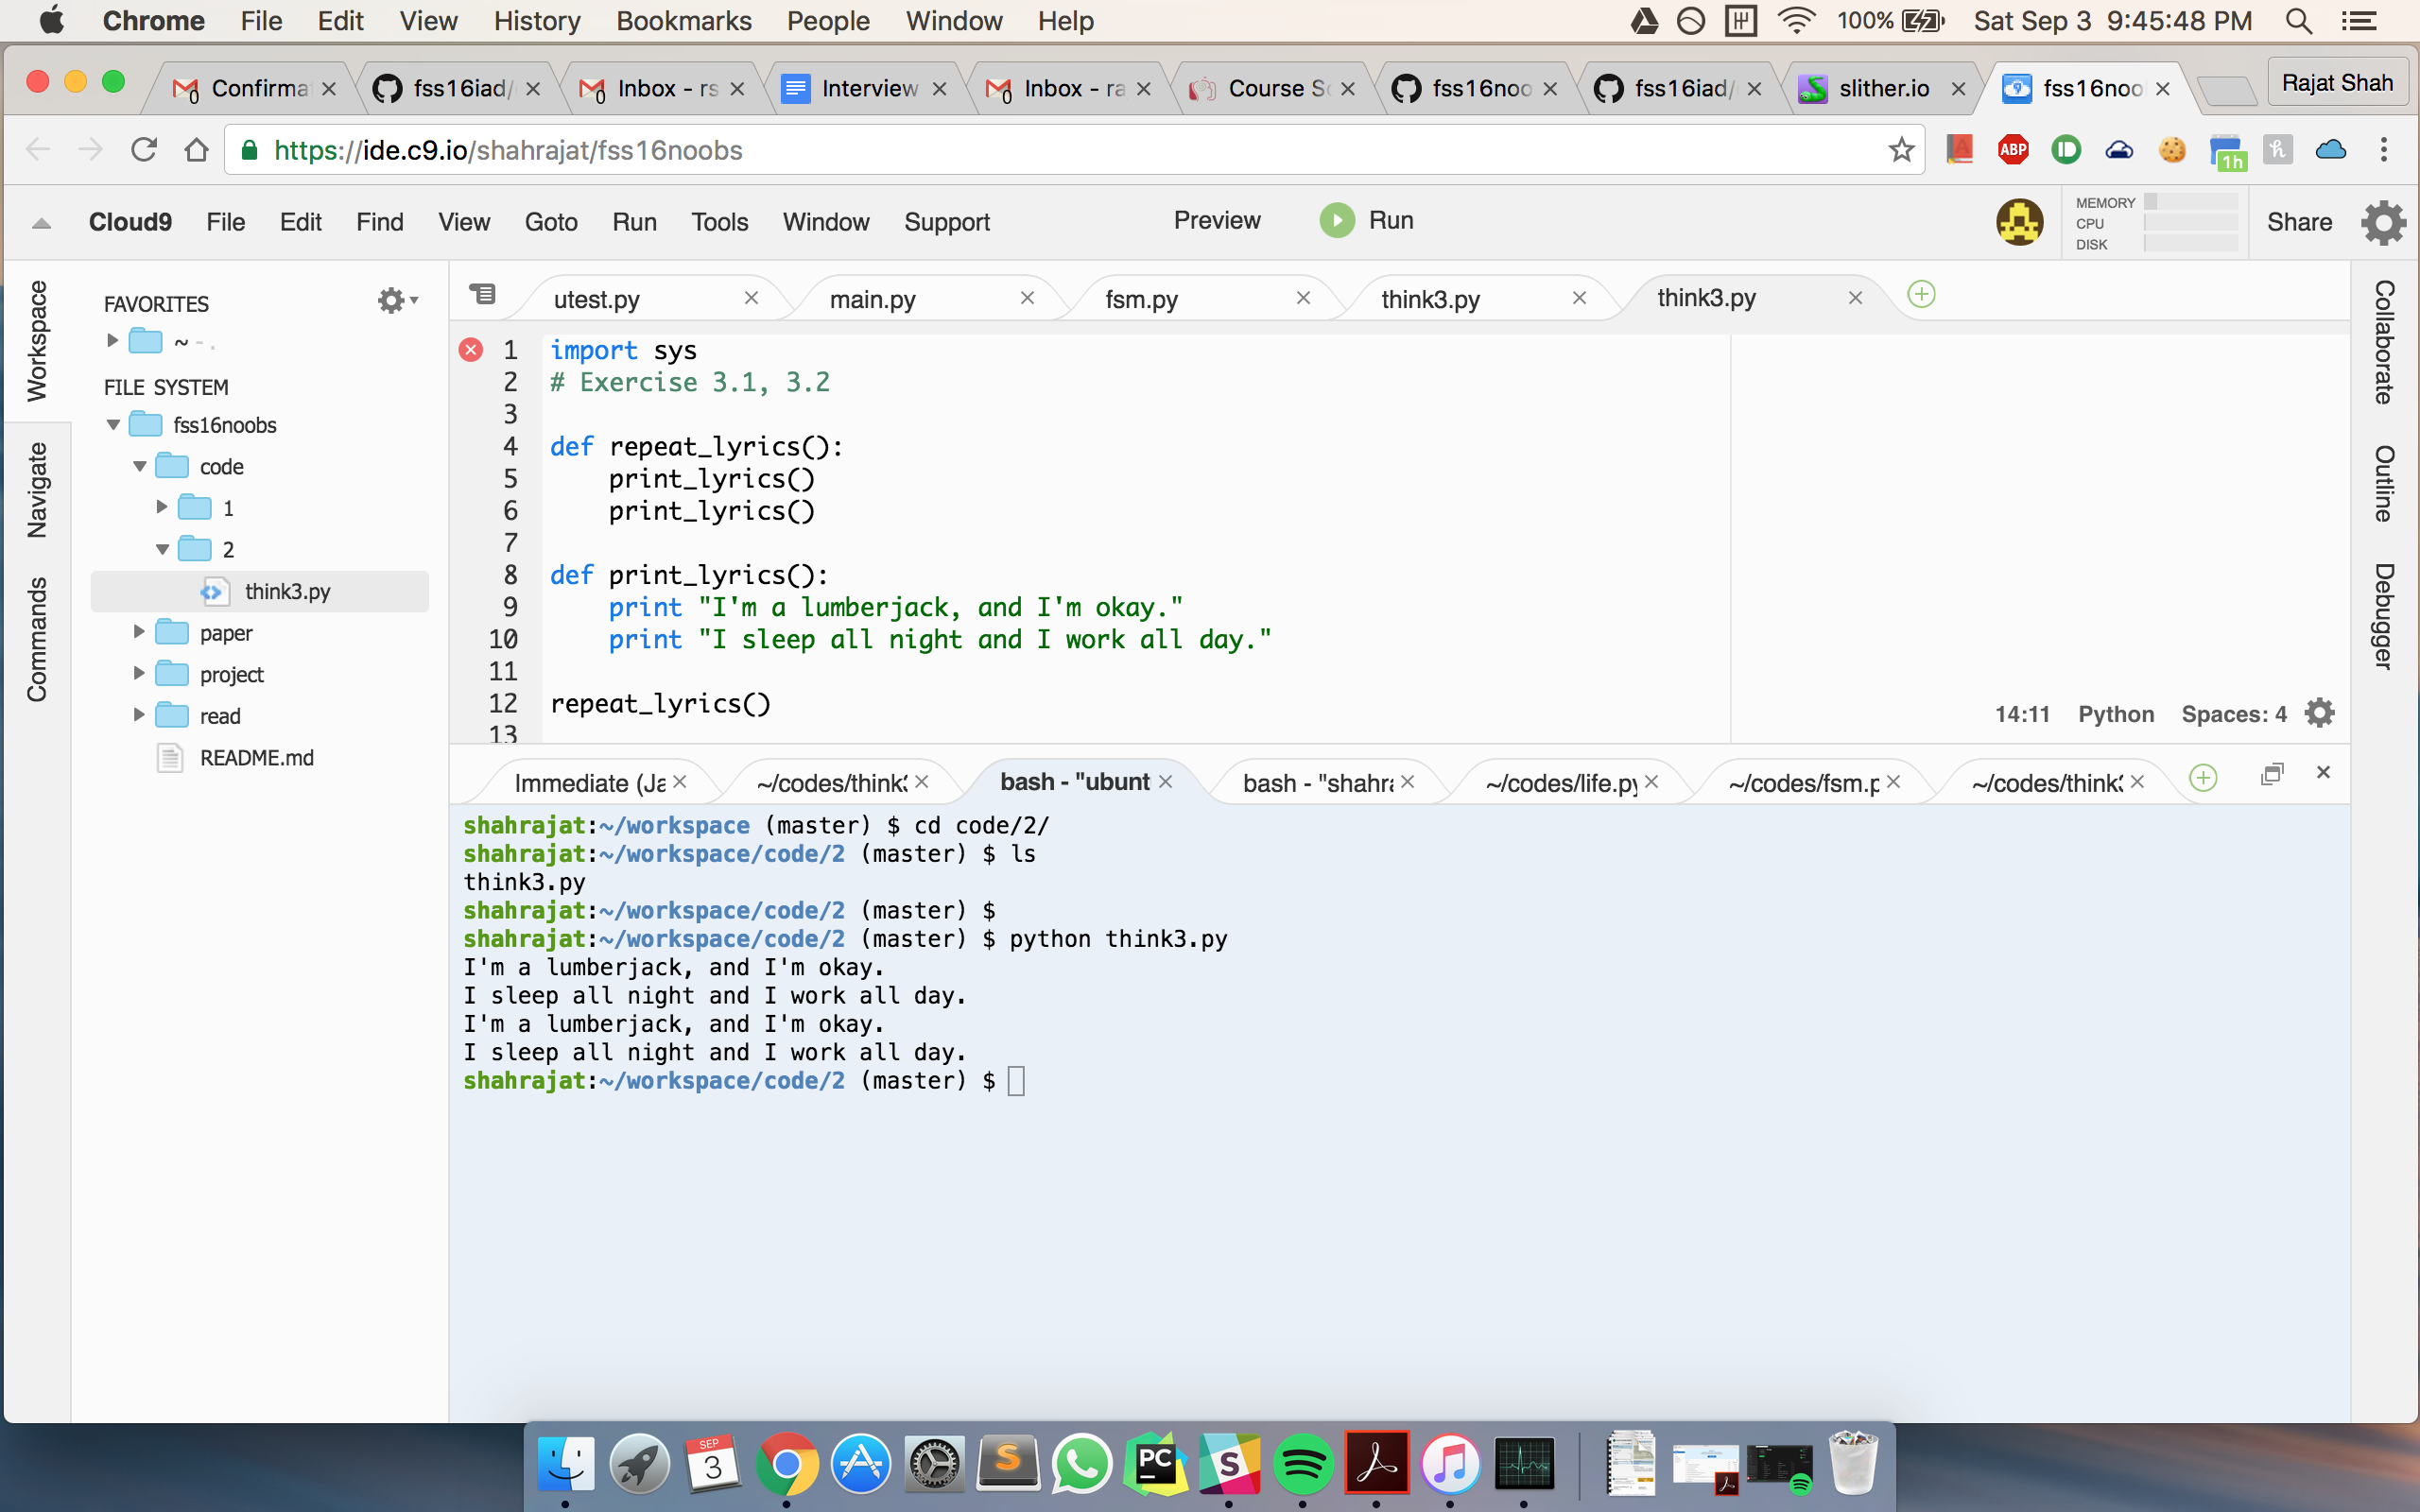 Chrome File Edit View History Bookmarks People Window Help 100% Sat Sep 3 9:45:48 PM
Confirma fss16iad/ Inbox - rs Interview Inbox - ra Course Sc fss16noo fss16iad/ slither.io fss16noo Rajat Shah
https://ide.c9.io/shahrajat/fss16noobs ABP 1h
Cloud9 File Edit Find View Goto Run Tools Window Support Preview Run MEMORY CPU DISK Share
Workspace
Navigate
Commands
FAVORITES
~ - .
FILE SYSTEM
fss16noobs
code
1
2
think3.py
paper
project
read
README.md
utest.py main.py fsm.py think3.py think3.py
1 import sys
2 # Exercise 3.1, 3.2
3
4 def repeat_lyrics():
5 print_lyrics()
6 print_lyrics()
7
8 def print_lyrics():
9 print "I'm a lumberjack, and I'm okay."
10 print "I sleep all night and I work all day."
11
12 repeat_lyrics()
13
14:11 Python Spaces: 4
Collaborate
Outline
Debugger
Immediate (Ja ~/codes/think bash - "ubunt bash - "shahra ~/codes/life.py ~/codes/fsm.p ~/codes/think
shahrajat:~/workspace (master) $ cd code/2/
shahrajat:~/workspace/code/2 (master) $ ls
think3.py
shahrajat:~/workspace/code/2 (master) $
shahrajat:~/workspace/code/2 (master) $ python think3.py
I'm a lumberjack, and I'm okay.
I sleep all night and I work all day.
I'm a lumberjack, and I'm okay.
I sleep all night and I work all day.
shahrajat:~/workspace/code/2 (master) $
SEP
3
PC